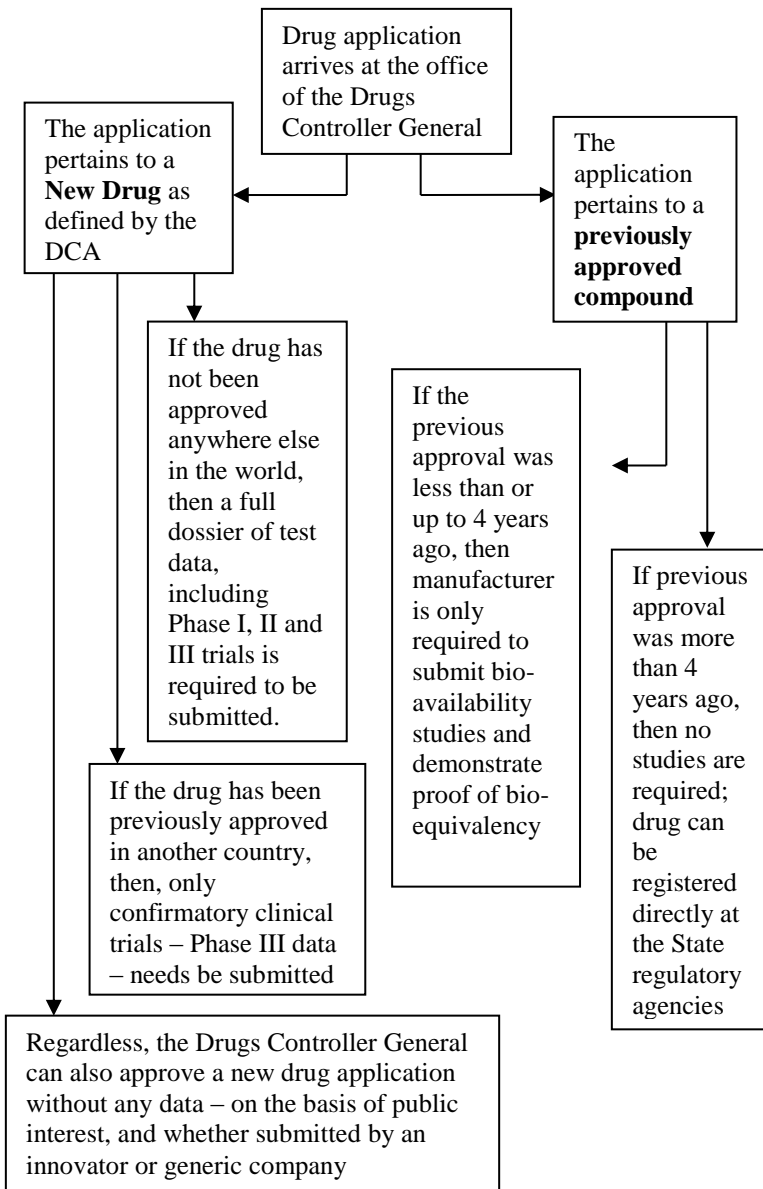 Drug application
arrives at the office
of the Drugs
Controller General
The application
pertains to a
New Drug as
defined by the
DCA
The
application
pertains to a
previously
approved
compound
If the drug has
not been
approved
anywhere else
in the world,
then a full
dossier of test
data,
including
Phase I, II and
III trials is
required to be
submitted.
If the
previous
approval was
less than or
up to 4 years
ago, then
manufacturer
is only
required to
submit bio-
availability
studies and
demonstrate
proof of bio-
equivalency
If previous
approval
was more
than 4
years ago,
then no
studies are
required;
drug can
be
registered
directly at
the State
regulatory
agencies
If the drug has been
previously approved
in another country,
then, only
confirmatory clinical
trials – Phase III data
– needs be submitted
Regardless, the Drugs Controller General
can also approve a new drug application
without any data – on the basis of public
interest, and whether submitted by an
innovator or generic company